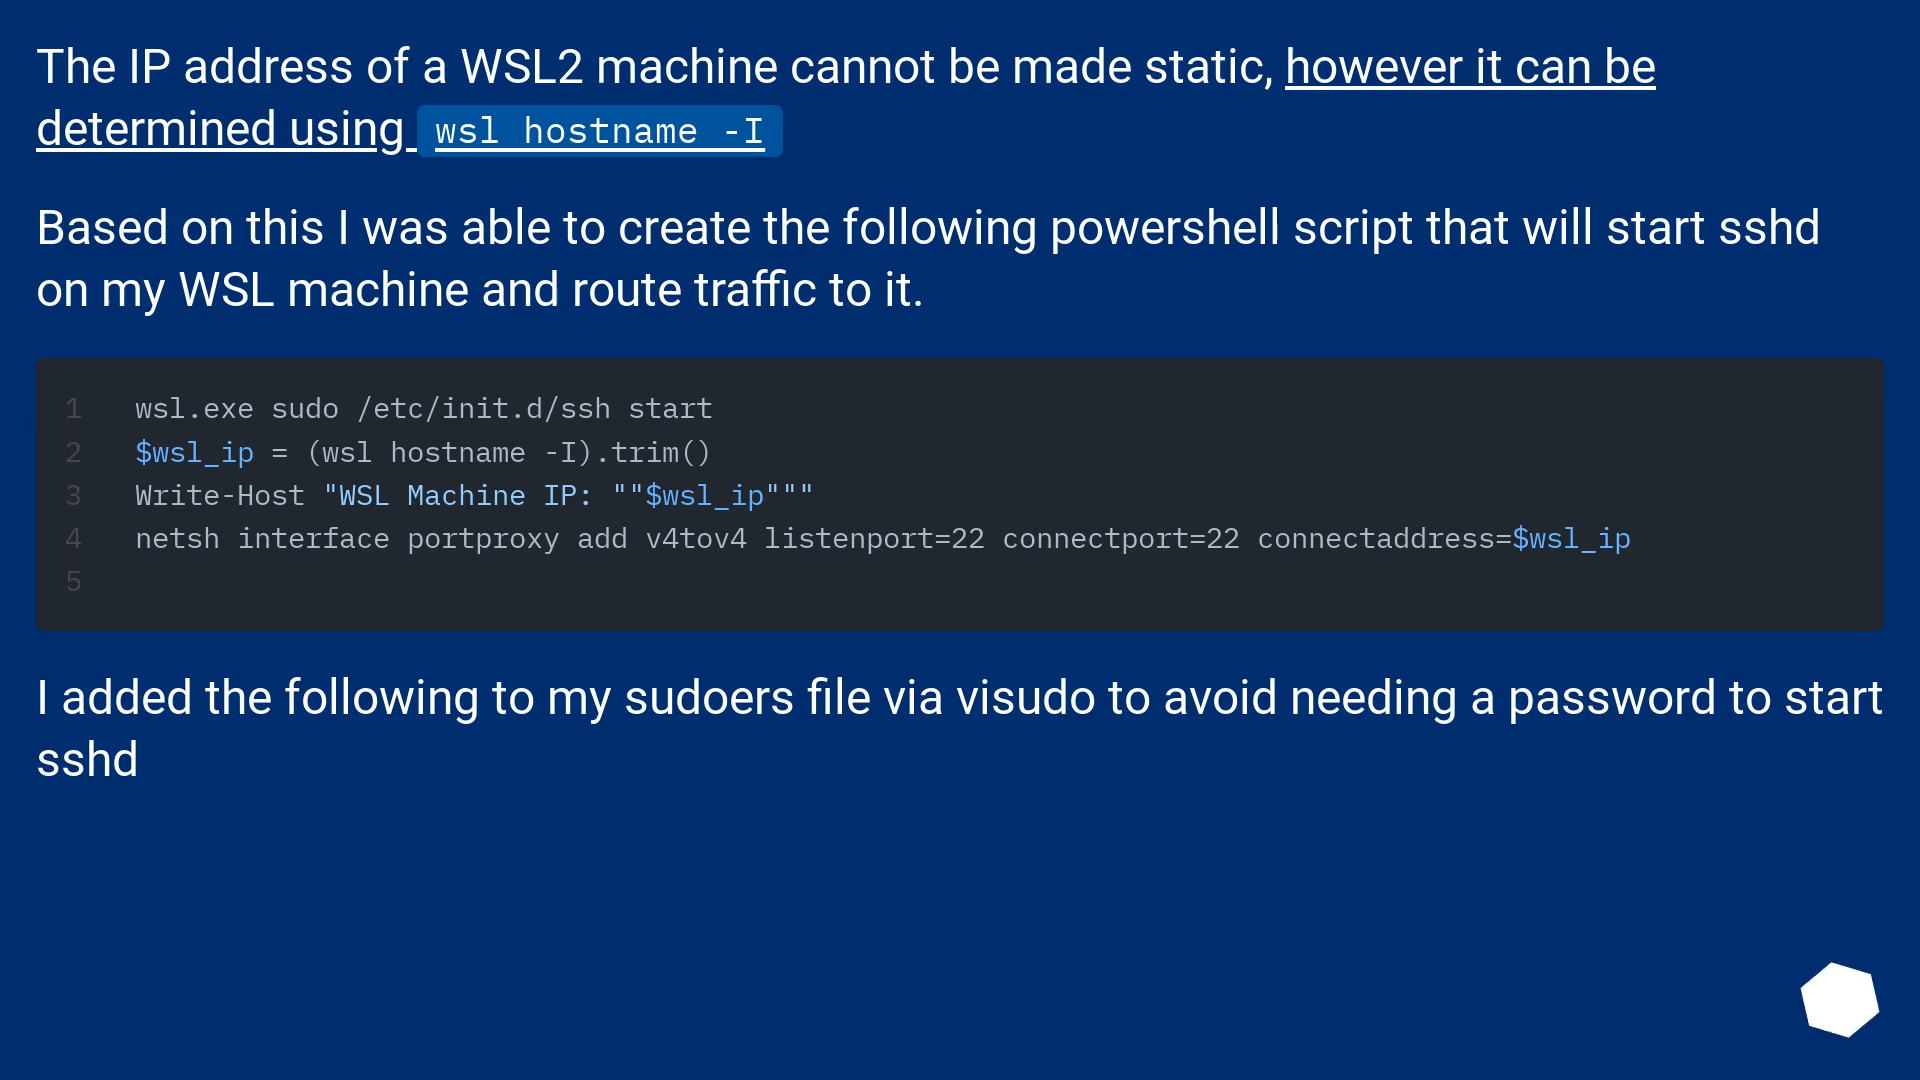 The IP address of a WSL2 machine cannot be made static, however it can be
determined using wsl hostname -I
Based on this I was able to create the following powershell script that will start sshd
on my WSL machine and route traffic to it.
1 wsl.exe sudo /etc/init.d/ssh start
2 $wsl_ip = (wsl hostname -I).trim()
3 Write-Host "WSL Machine IP: ""$wsl_ip"""
4 netsh interface portproxy add v4tov4 listenport=22 connectport=22 connectaddress=$wsl_ip
5
I added the following to my sudoers file via visudo to avoid needing a password to start
sshd